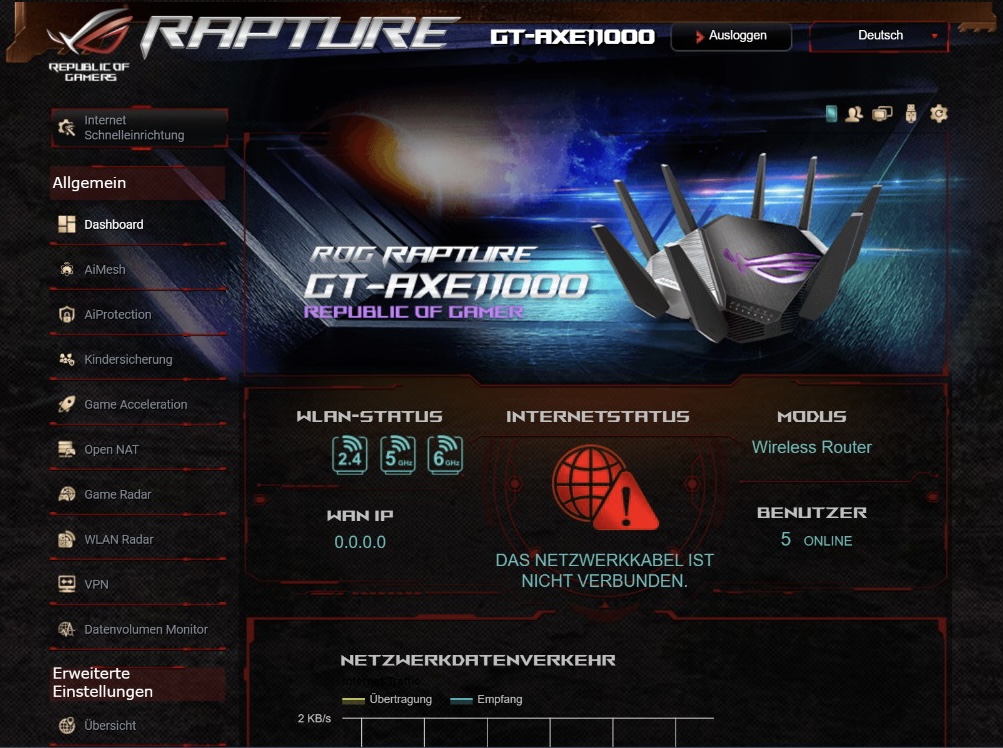 RAPTURE
GT-AXE11000
Ausloggen
Deutsch
REPUBLIC OF
GAMERS
Internet
Schnelleinrichtung
Allgemein
Dashboard
AiMesh
AiProtection
Kindersicherung
Game Acceleration
Open NAT
Game Radar
WLAN Radar
VPN
Datenvolumen Monitor
Erweiterte
Einstellungen
Übersicht
ROG RAPTURE
GT-AXE11000
REPUBLIC OF GAMER
WLAN-STATUS
2.4
5 GHz
6 GHz
WAN IP
0.0.0.0
INTERNETSTATUS
DAS NETZWERKKABEL IST
NICHT VERBUNDEN.
MODUS
Wireless Router
BENUTZER
5 ONLINE
NETZWERKDATENVERKEHR
Internet Traffic
Übertragung
Empfang
2 KB/s